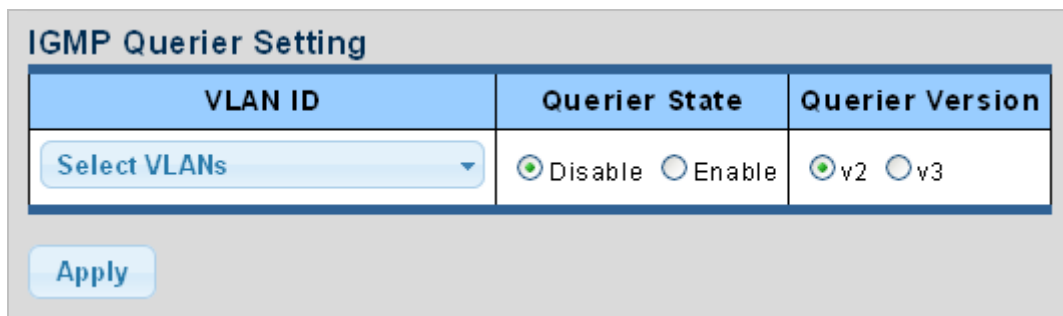 IGMP Querier Setting
VLAN ID Querier State Querier Version
Select VLANs Disable Enable v2 v3
Apply